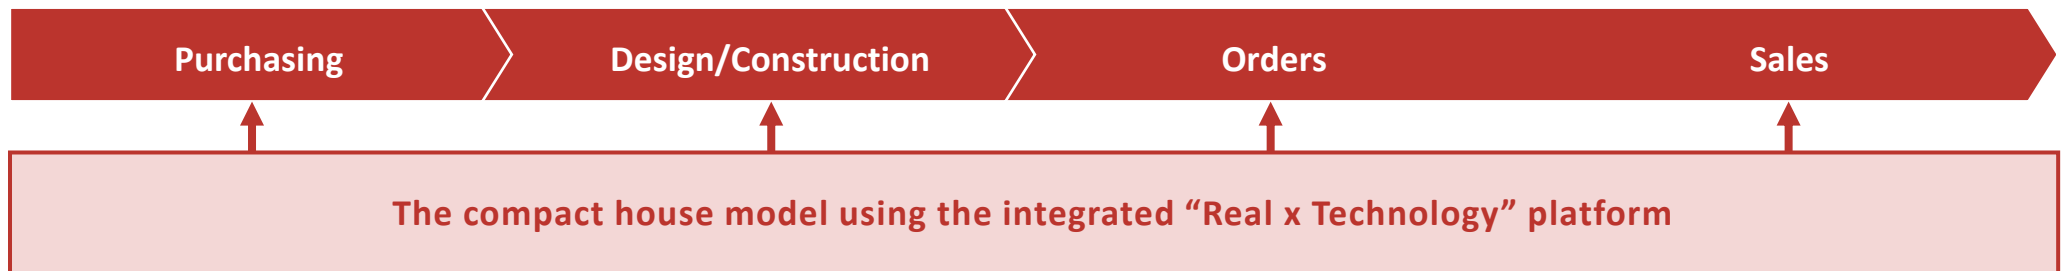 Purchasing
Design/Construction
Orders
Sales
The compact house model using the integrated “Real x Technology” platform